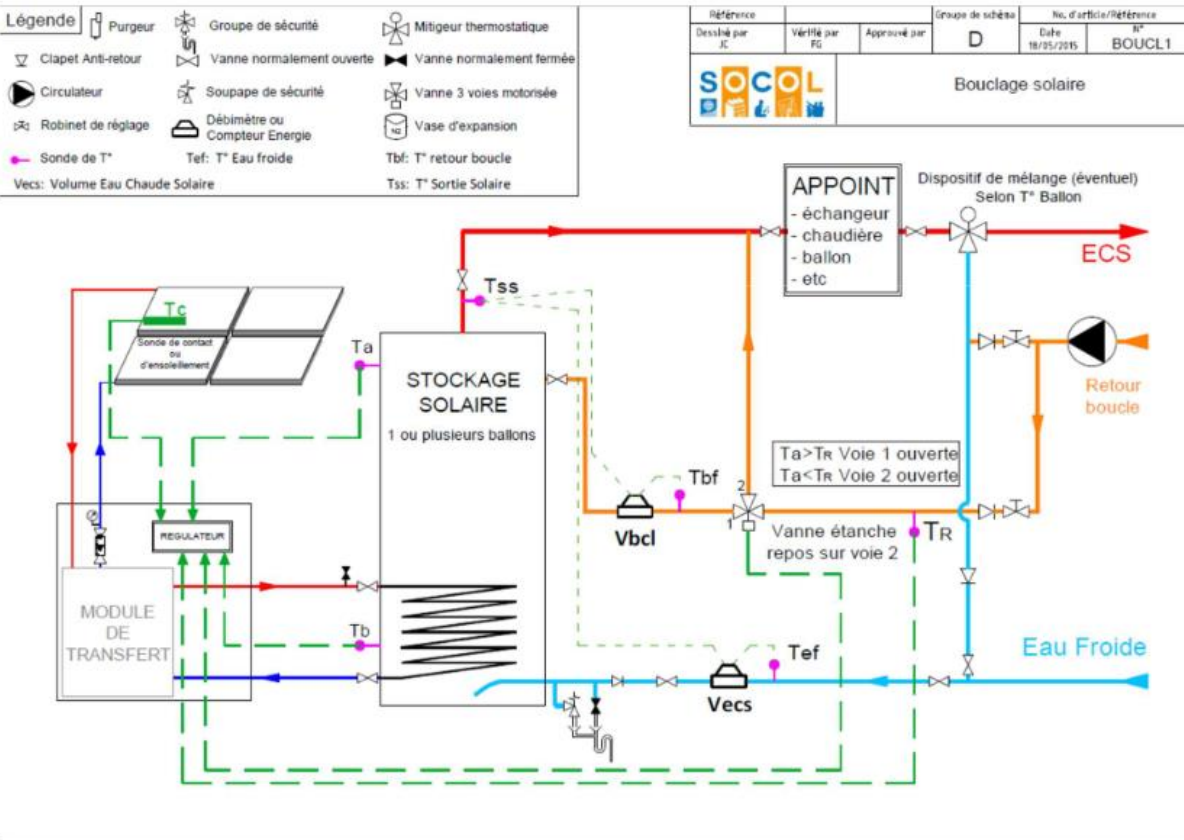 Légende
Purgeur
Groupe de sécurité
Mitigeur thermostatique
Clapet Anti-retour
Vanne normalement ouverte
Vanne normalement fermée
Circulateur
Soupape de sécurité
Vanne 3 voies motorisée
Robinet de réglage
Débimètre ou
Compteur Energie
Vase d'expansion
Sonde de T°
Tef: T° Eau froide
Tbf: T° retour boucle
Vecs: Volume Eau Chaude Solaire
Tss: T° Sortie Solaire
Référence
Groupe de schéma
No. d'article/Référence
Dessiné par
JC
Vérifié par
FG
Approuvé par
D
Date
18/05/2015
N°
BOUCL1
SOCOL
Bouclage solaire
APPOINT
- échangeur
- chaudière
- ballon
- etc
Dispositif de mélange (éventuel)
Selon T° Ballon
ECS
Tss
Tc
Sonde de contact
ou
d'ensoleillement
Ta
STOCKAGE
SOLAIRE
1 ou plusieurs ballons
Retour
boucle
Ta>TR Voie 1 ouverte
Ta<TR Voie 2 ouverte
Tbf
2
1
Vbcl
Vanne étanche
repos sur voie 2
TR
REGULATEUR
MODULE
DE
TRANSFERT
Tb
Tef
Eau Froide
Vecs